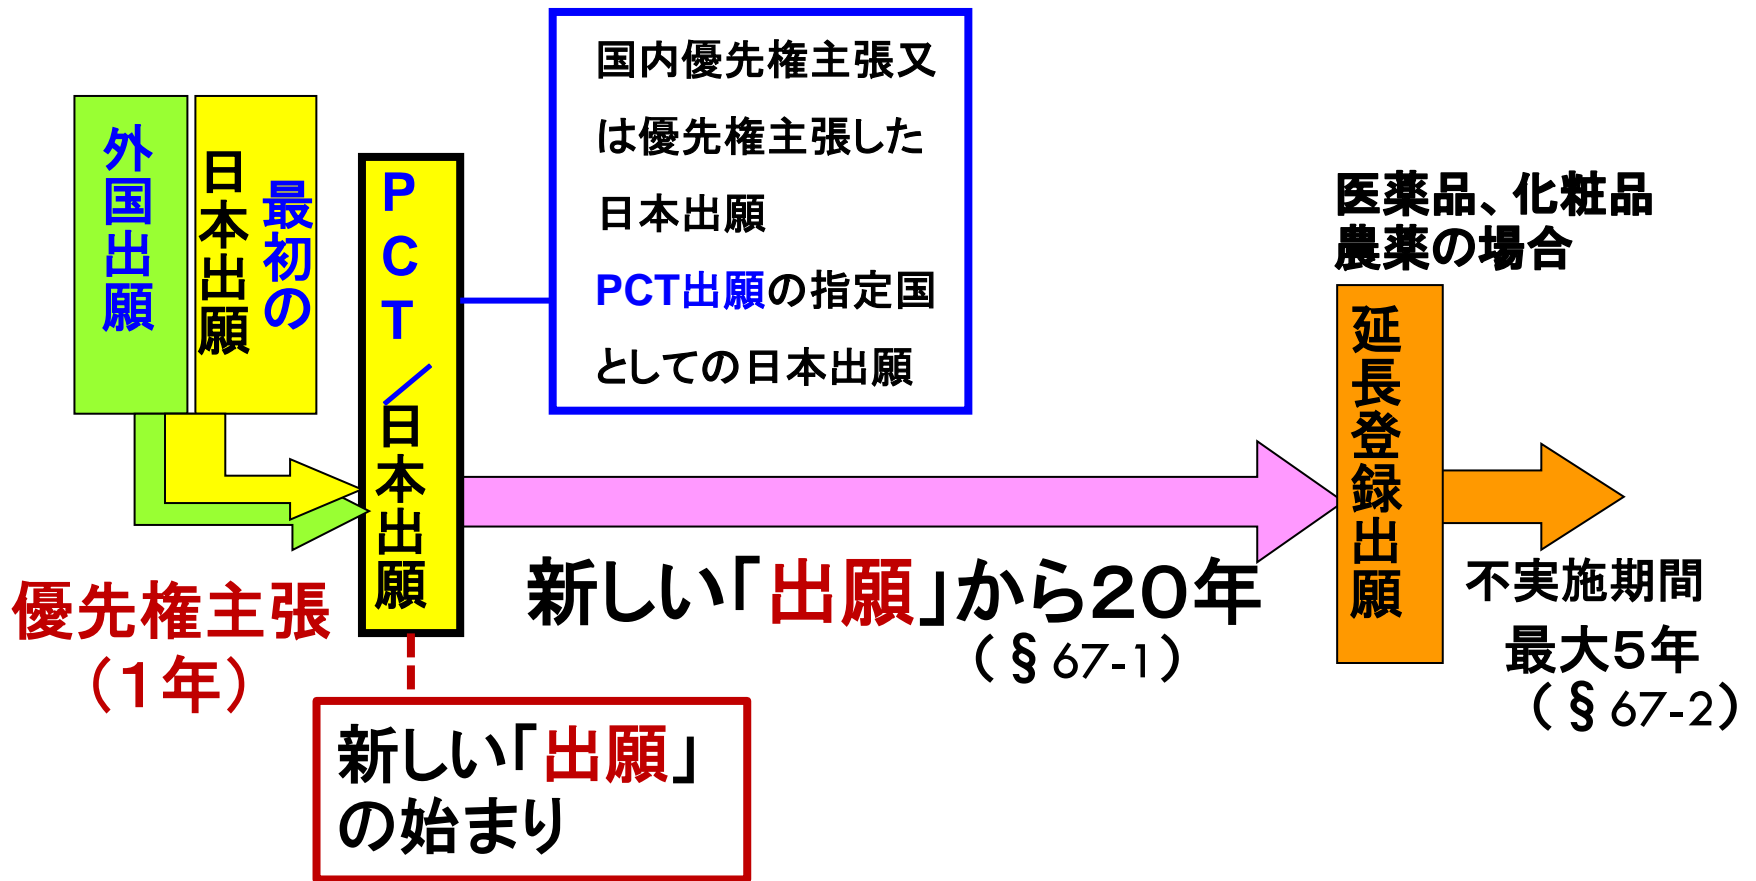 外国出願
最初の
日本出願
PCT／日本出願
国内優先権主張又
は優先権主張した
日本出願
PCT出願の指定国
としての日本出願
医薬品、化粧品
農薬の場合
延長登録出願
優先権主張
（１年）
新しい「出願」から２０年
（§67-1）
不実施期間
最大５年
（§67-2）
新しい「出願」
の始まり